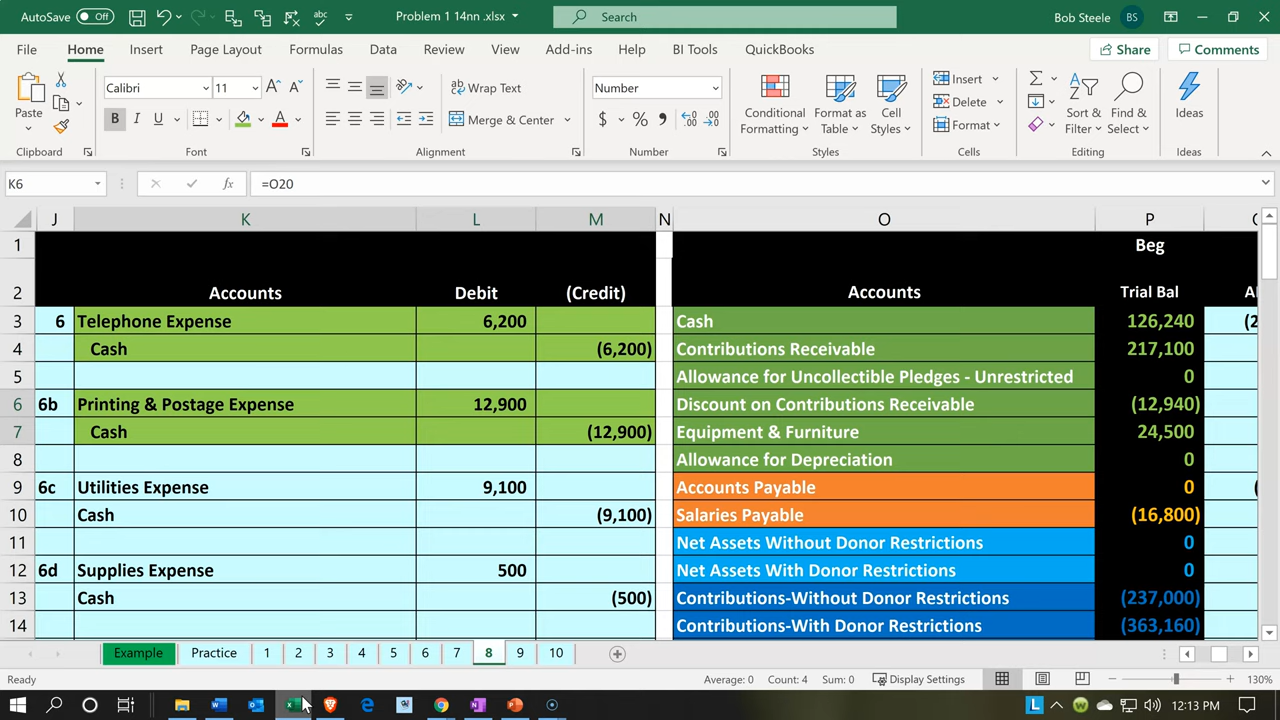 AutoSave Off Problem 1 14nn .xlsx Search Bob Steele BS
File Home Insert Page Layout Formulas Data Review View Add-ins Help BI Tools QuickBooks Share Comments
Paste
Calibri 11
B I U
Wrap Text
Merge & Center
Number
$ %
Conditional Formatting
Format as Table
Cell Styles
Insert
Delete
Format
Sort & Filter
Find & Select
Ideas
Clipboard Font Alignment Number Styles Cells Editing Ideas
K6 fx =O20
J K L M N O P
1 Beg
2 Accounts Debit (Credit) Accounts Trial Bal
3 6 Telephone Expense 6,200 Cash 126,240 (2
4 Cash (6,200) Contributions Receivable 217,100
5 Allowance for Uncollectible Pledges - Unrestricted 0
6 6b Printing & Postage Expense 12,900 Discount on Contributions Receivable (12,940)
7 Cash (12,900) Equipment & Furniture 24,500
8 Allowance for Depreciation 0
9 6c Utilities Expense 9,100 Accounts Payable 0 (
10 Cash (9,100) Salaries Payable (16,800)
11 Net Assets Without Donor Restrictions 0
12 6d Supplies Expense 500 Net Assets With Donor Restrictions 0
13 Cash (500) Contributions-Without Donor Restrictions (237,000)
14 Contributions-With Donor Restrictions (363,160)
Example Practice 1 2 3 4 5 6 7 8 9 10
Ready Average: 0 Count: 4 Sum: 0 Display Settings 130%
12:13 PM